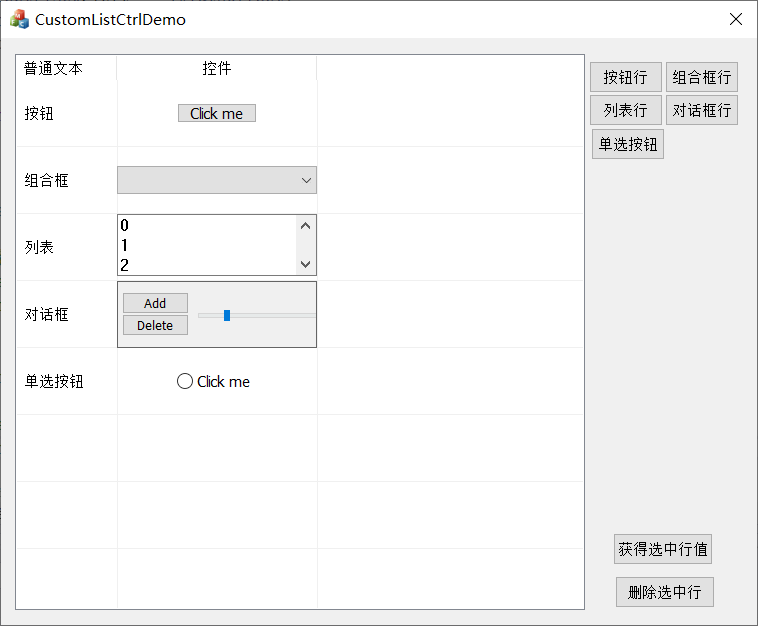 CustomListCtrlDemo
普通文本 控件
按钮 Click me
组合框
列表 0
1
2
对话框 Add
Delete
单选按钮 Click me
按钮行 组合框行
列表行 对话框行
单选按钮
获得选中行值
删除选中行